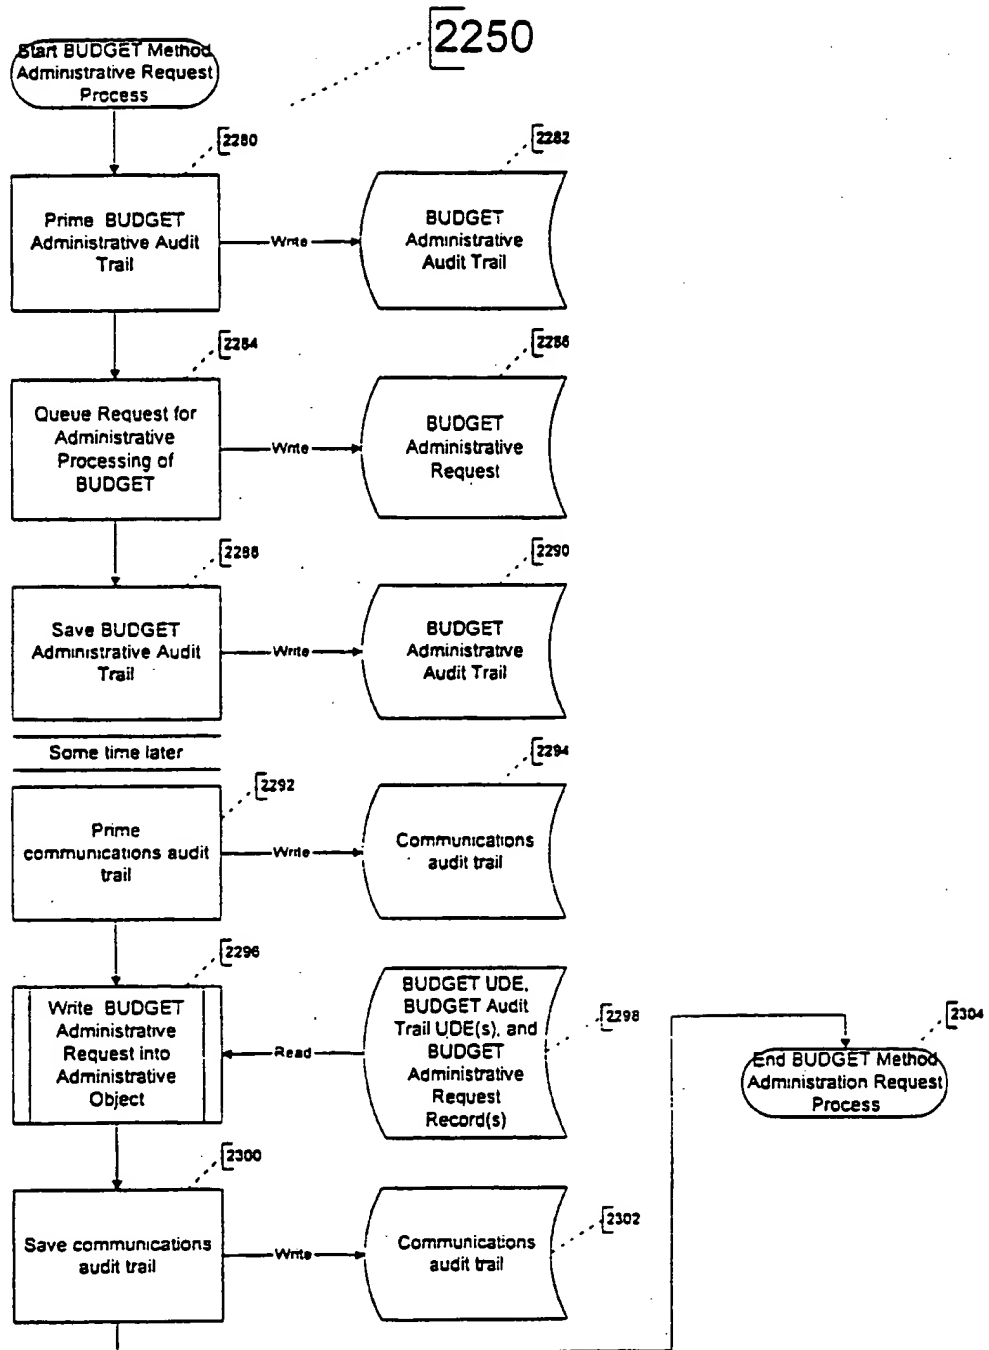 2250
Start BUDGET Method
Administrative Request
Process
2280
2282
Prime BUDGET
Administrative Audit
Trail
Write
BUDGET
Administrative
Audit Trail
2284
2286
Queue Request for
Administrative
Processing of
BUDGET
Write
BUDGET
Administrative
Request
2288
2290
Save BUDGET
Administrative Audit
Trail
Write
BUDGET
Administrative
Audit Trail
Some time later
2292
2294
Prime
communications audit
trail
Write
Communications
audit trail
2296
Write BUDGET
Administrative
Request into
Administrative
Object
Read
BUDGET UDE,
BUDGET Audit
Trail UDE(s), and
BUDGET
Administrative
Request
Record(s)
2298
2304
End BUDGET Method
Administration Request
Process
2300
2302
Save communications
audit trail
Write
Communications
audit trail